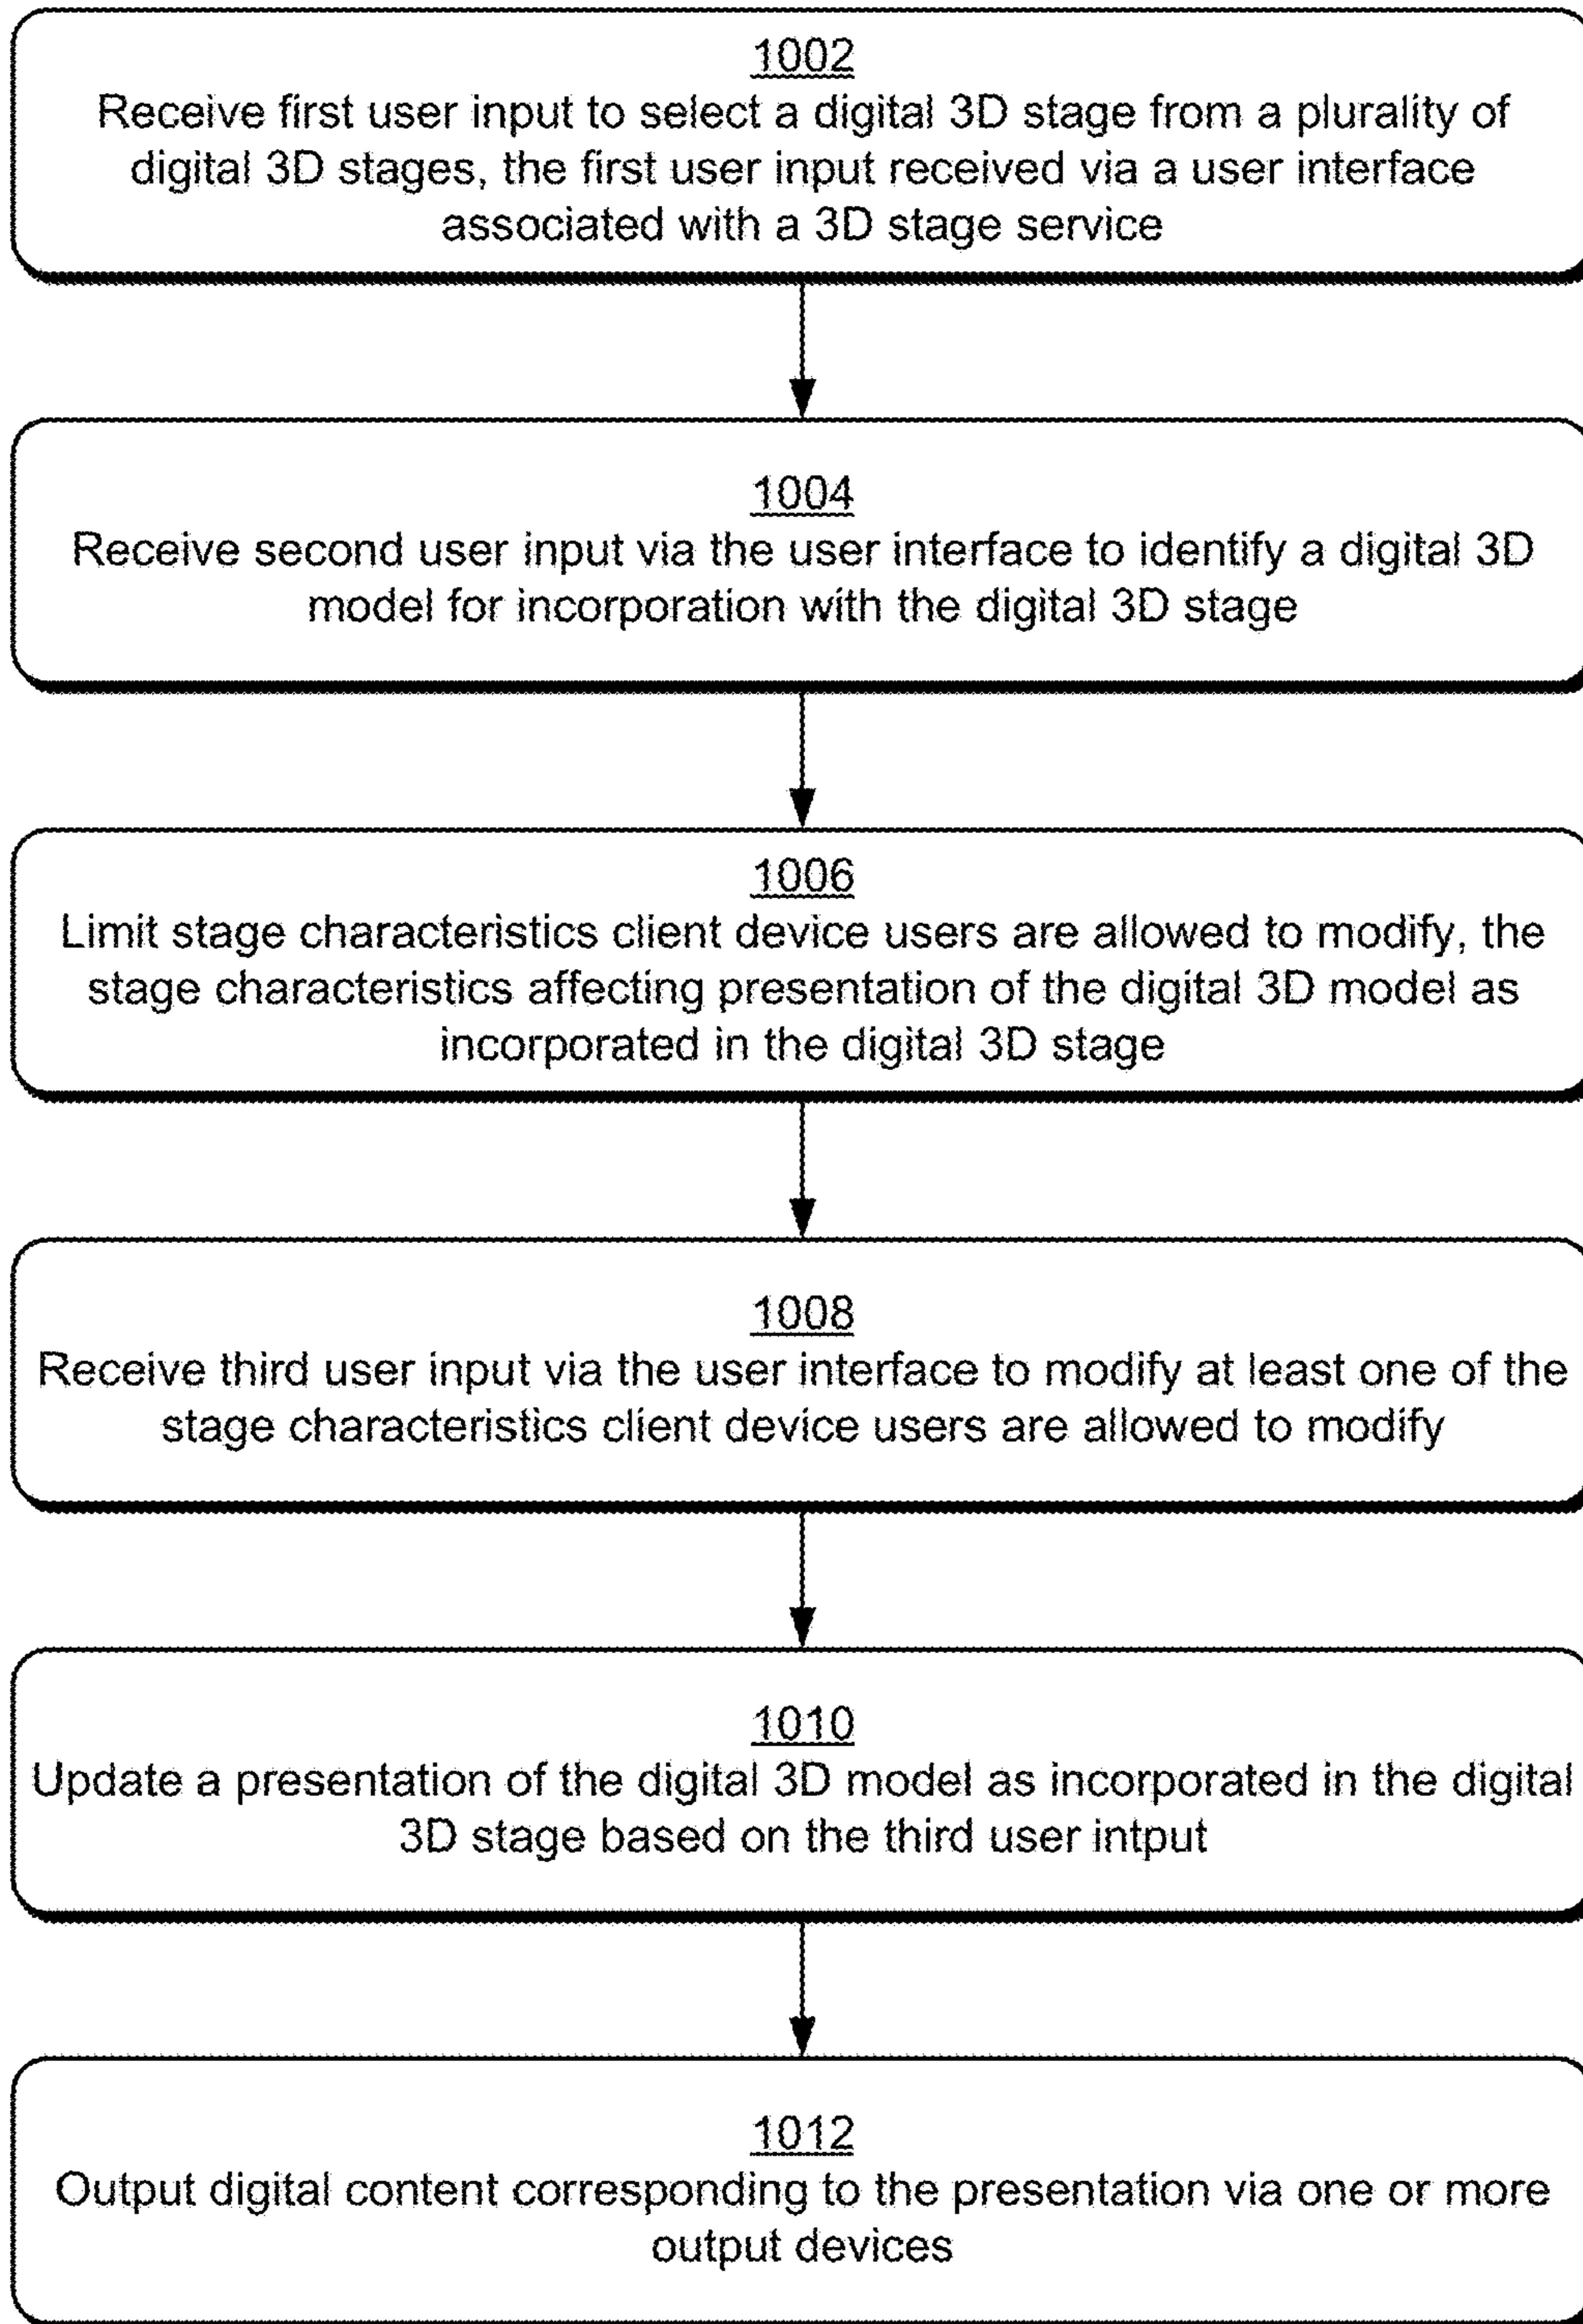 1002
Receive first user input to select a digital 3D stage from a plurality of
digital 3D stages, the first user input received via a user interface
associated with a 3D stage service
1004
Receive second user input via the user interface to identify a digital 3D
model for incorporation with the digital 3D stage
1006
Limit stage characteristics client device users are allowed to modify, the
stage characteristics affecting presentation of the digital 3D model as
incorporated in the digital 3D stage
1008
Receive third user input via the user interface to modify at least one of the
stage characteristics client device users are allowed to modify
1010
Update a presentation of the digital 3D model as incorporated in the digital
3D stage based on the third user intput
1012
Output digital content corresponding to the presentation via one or more
output devices